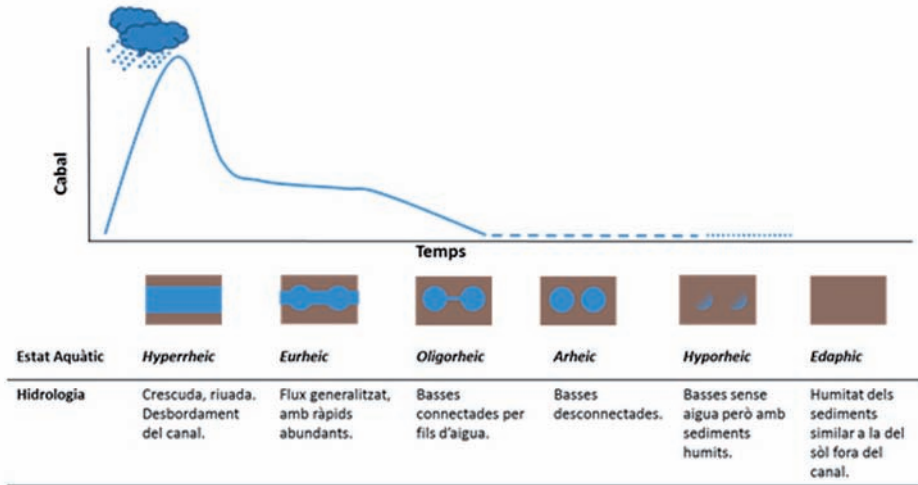 Cabal
Temps
Estat Aquàtic
Hyperrheic
Eurheic
Oligorheic
Arheic
Hyporheic
Edaphic
Hidrologia
Crescuda, riuada.
Desbordament
del canal.
Flux generalitzat,
amb ràpids
abundants.
Basses
connectades per
fils d'aigua.
Basses
desconnectades.
Basses sense
aigua però amb
sediments
humits.
Humitat dels
sediments
similar a la del
sòl fora del
canal.